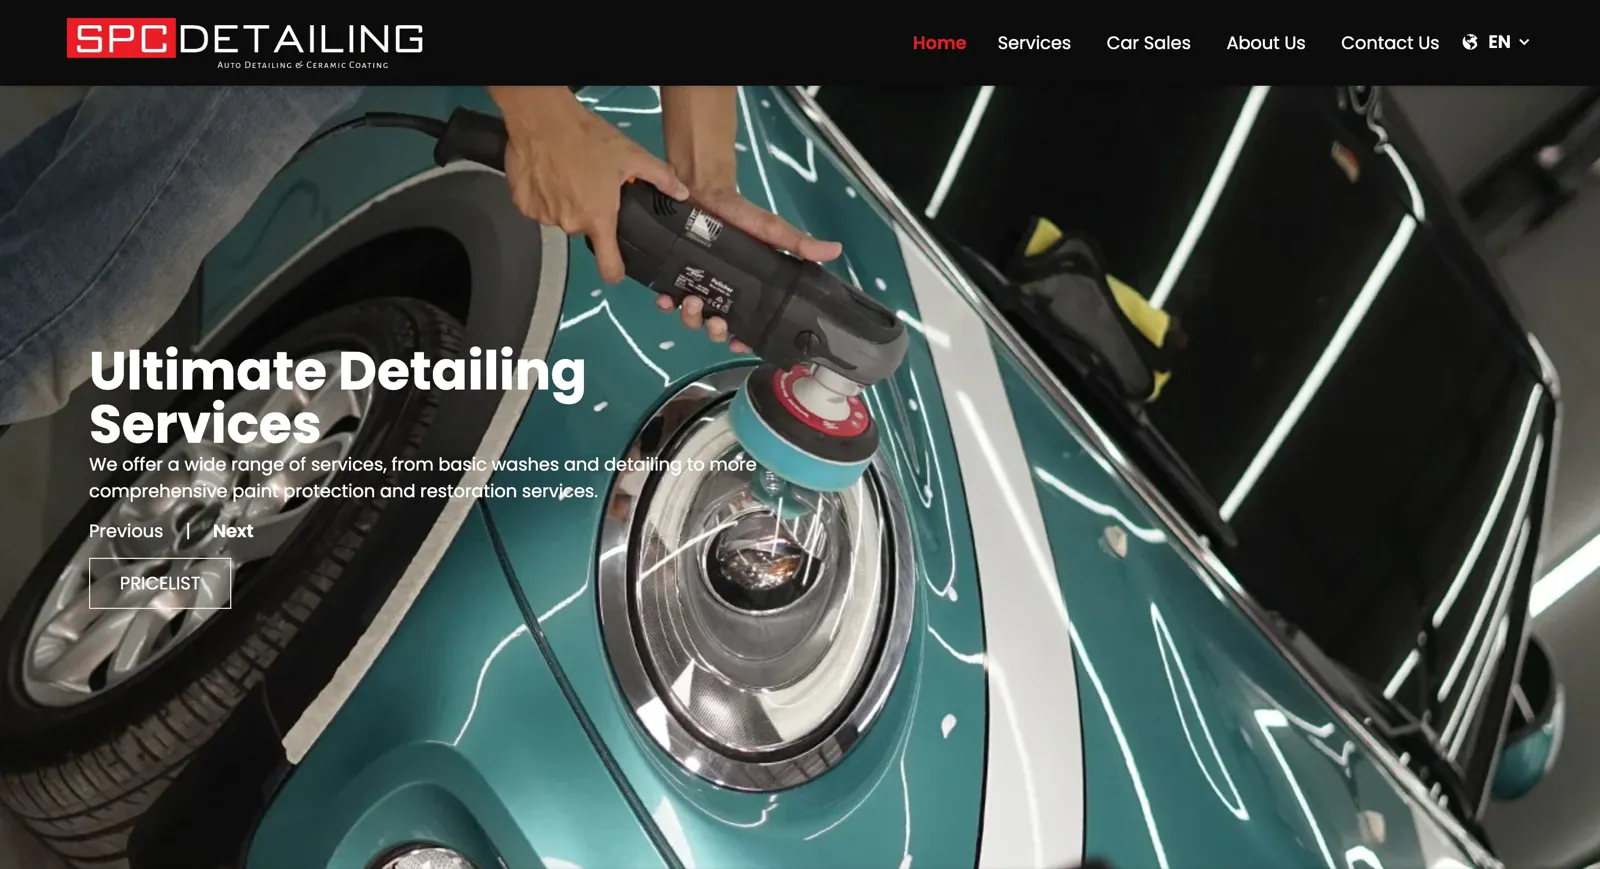 SPCDETAILING
Auto Detailing & Ceramic Coating
Home
Services
Car Sales
About Us
Contact Us
EN
Polisher
Ultimate Detailing
Services
We offer a wide range of services, from basic washes and detailing to more
comprehensive paint protection and restoration services.
Previous | Next
PRICELIST